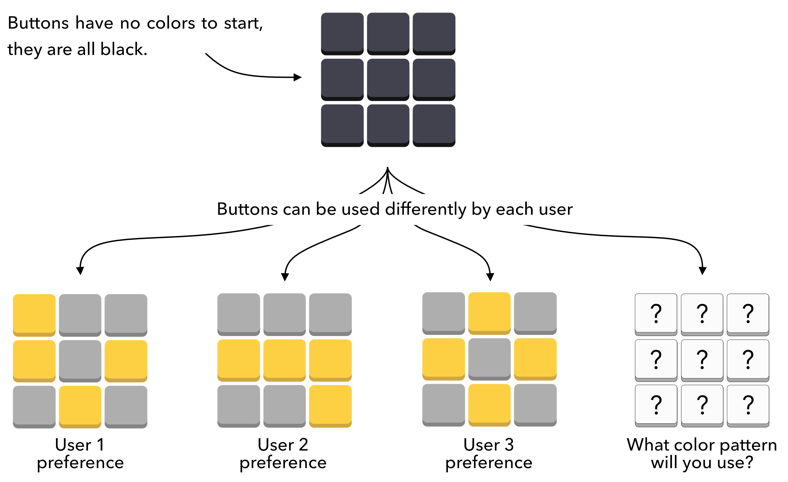 Buttons have no colors to start,
they are all black.
Buttons can be used differently by each user
? ? ?
? ? ?
? ? ?
User 1
preference
User 2
preference
User 3
preference
What color pattern
will you use?